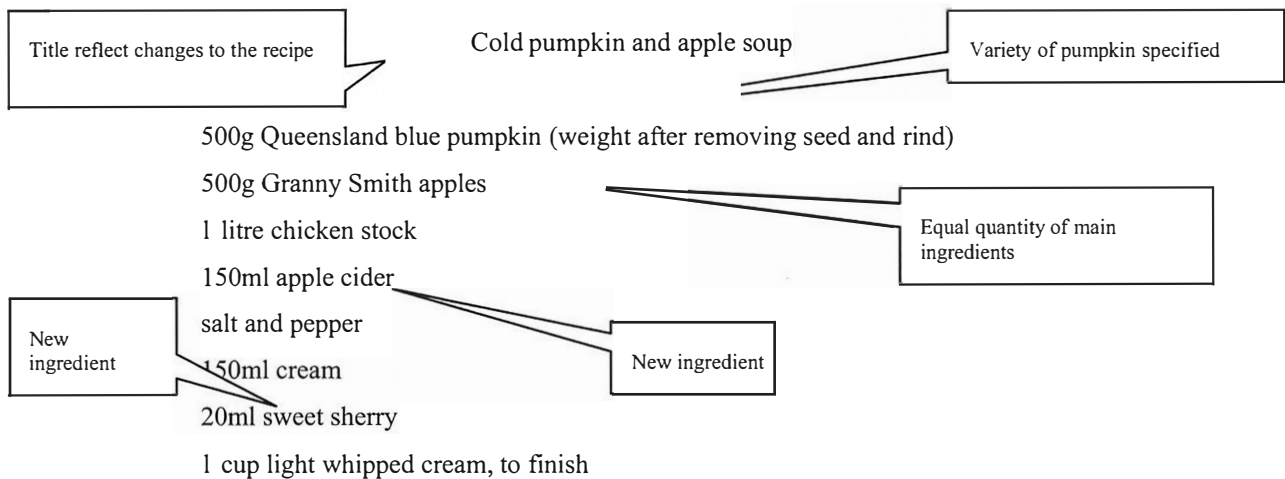 Cold pumpkin and apple soup
Title reflect changes to the recipe
Variety of pumpkin specified
500g Queensland blue pumpkin (weight after removing seed and rind)
500g Granny Smith apples
Equal quantity of main
ingredients
1 litre chicken stock
150ml apple cider
New
ingredient
New ingredient
salt and pepper
150ml cream
20ml sweet sherry
1 cup light whipped cream, to finish